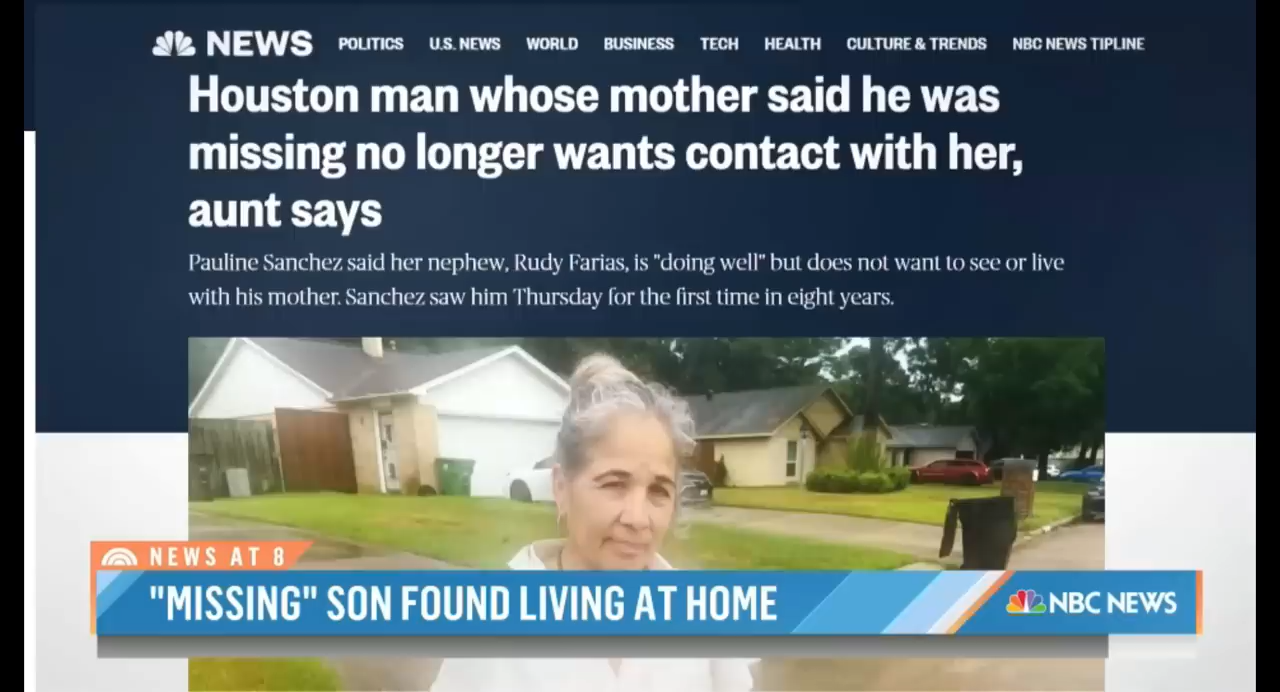 NEWS POLITICS U.S. NEWS WORLD BUSINESS TECH HEALTH CULTURE & TRENDS NBC NEWS TIPLINE
Houston man whose mother said he was
missing no longer wants contact with her,
aunt says
Pauline Sanchez said her nephew, Rudy Farias, is "doing well" but does not want to see or live
with his mother. Sanchez saw him Thursday for the first time in eight years.
NEWS AT 8
"MISSING" SON FOUND LIVING AT HOME
NBC NEWS